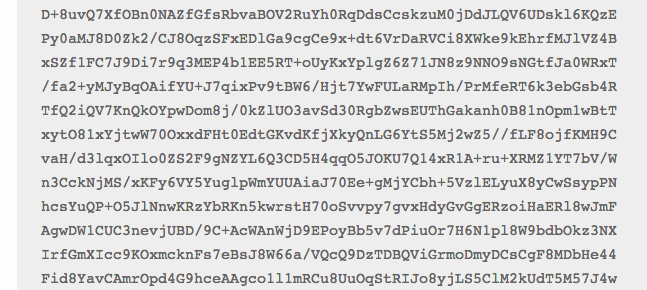 D+8uvQ7XfOBn0NAZfGfsRbvaBOV2RuYh0RqDdsCcskzuM0jDdJLQV6UDskl6KQzE
Py0aMJ8D0Zk2/CJ8OqzSFxEDlGa9cgCe9x+dt6VrDaRVCi8XWke9kEhrfMJlVZ4B
xSZf1FC7J9Di7r9q3MEP4b1EE5RT+oUyKxYplgZ6Z71JN8z9NNO9sNGtfJa0WRxT
/fa2+yMJyBqOAifYU+J7qixPv9tBW6/Hjt7YwFULaRMpIh/PrMfeRT6k3ebGsb4R
TfQ2iQV7KnQkOYpwDom8j/0kZlUO3avSd30RgbZwsEUThGakanh0B81nOpm1wBtT
xytO81xYjtwW70OxxdFHt0EdtGKvdKfjXkyQnLG6YtS5Mj2wZ5//fLF8ojfKMH9C
vaH/d3lqxOIlo0ZS2F9gNZYL6Q3CD5H4qqO5JOKU7Q14xR1A+ru+XRMZ1YT7bV/W
n3CckNjMS/xKFy6VY5YuglpWmYUUAiaJ70Ee+gMjYCbh+5VzlELyuX8yCwSsypPN
hcsYuQP+O5JlNnwKRzYbRKn5kwrstH70oSvvpy7gvxHdyGvGgERzoiHaERl8wJmF
AgwDW1CUC3nevjUBD/9C+AcWAnWjD9EPoyBb5v7dPiuOr7H6N1pl8W9bdbOkz3NX
IrfGmXIcc9KOxmcknFs7eBsJ8W66a/VQcQ9DzTDBQViGrmoDmyDCsCgF8MDbHe44
Fid8YavCAmrOpd4G9hceAAgco1l1mRCu8UuOqStRIJo8yjLS5ClM2kUdT5M57J4w